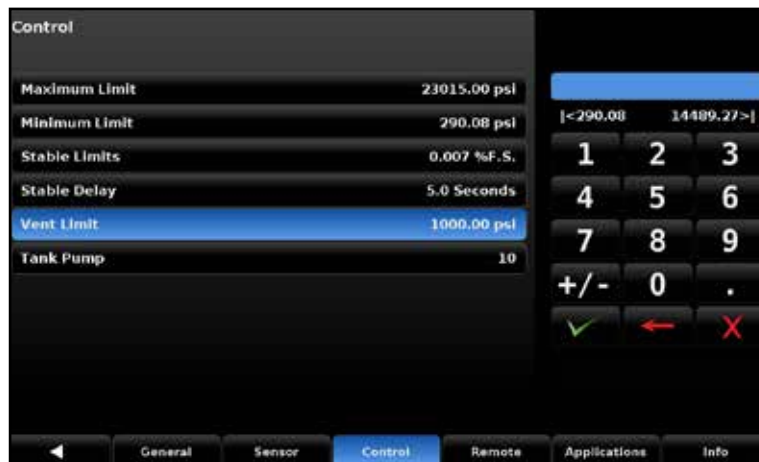 Control
Maximum Limit 23015.00 psi
Minimum Limit 290.08 psi
Stable Limits 0.007 %F.S.
Stable Delay 5.0 Seconds
Vent Limit 1000.00 psi
Tank Pump 10
|<290.08 14489.27>|
1 2 3
4 5 6
7 8 9
+/- 0 .
General Sensor Control Remote Applications Info